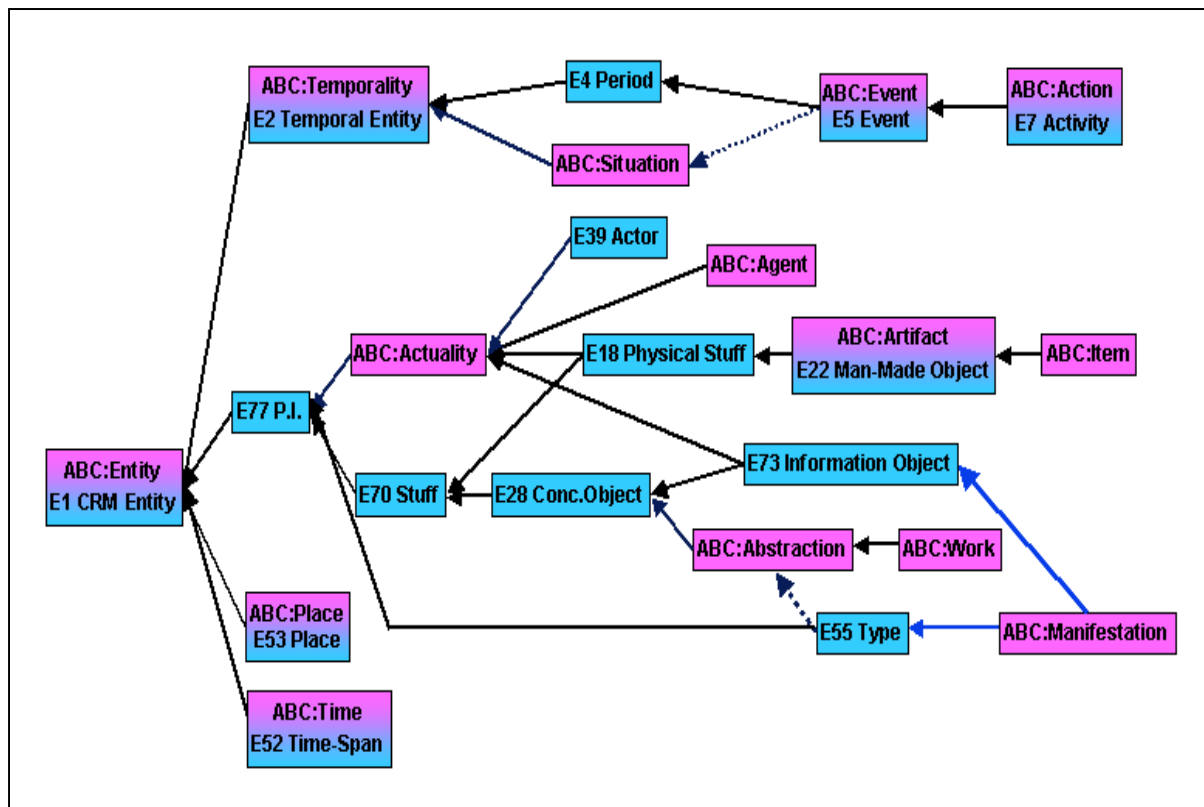 ABC:Temporality
E2 Temporal Entity
E4 Period
ABC:Event
E5 Event
ABC:Action
E7 Activity
ABC:Situation
E39 Actor
ABC:Agent
ABC:Actuality
E18 Physical Stuff
ABC:Artifact
E22 Man-Made Object
ABC:Item
E77 P.I.
ABC:Entity
E1 CRM Entity
E70 Stuff
E28 Conc.Object
E73 Information Object
ABC:Abstraction
ABC:Work
ABC:Place
E53 Place
E55 Type
ABC:Manifestation
ABC:Time
E52 Time-Span